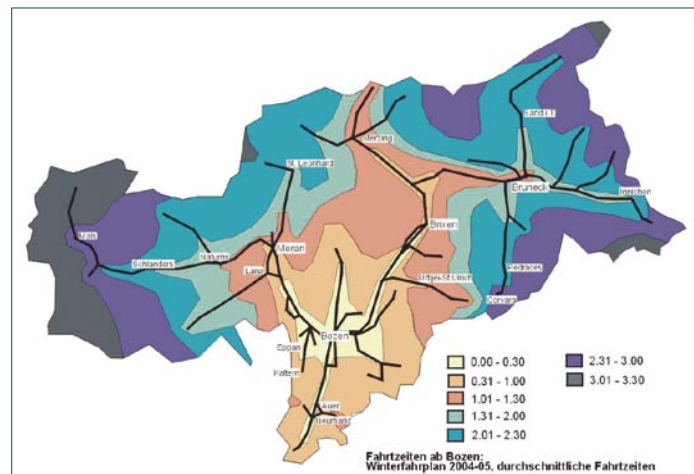 Sand i.T.
Sterzing
St. Leonhard
Bruneck
Innichen
Brixen
Mals
Meran
Naturns
Schlanders
Lana
Pedraces
Urtijei-St.Ulrich
Corvara
Bozen
Eppan
Kaltern
Auer
Neumarkt
0.00 - 0.30
0.31 - 1.00
1.01 - 1.30
1.31 - 2.00
2.01 - 2.30
2.31 - 3.00
3.01 - 3.30
Fahrtzeiten ab Bozen:
Winterfahrplan 2004-05, durchschnittliche Fahrtzeiten